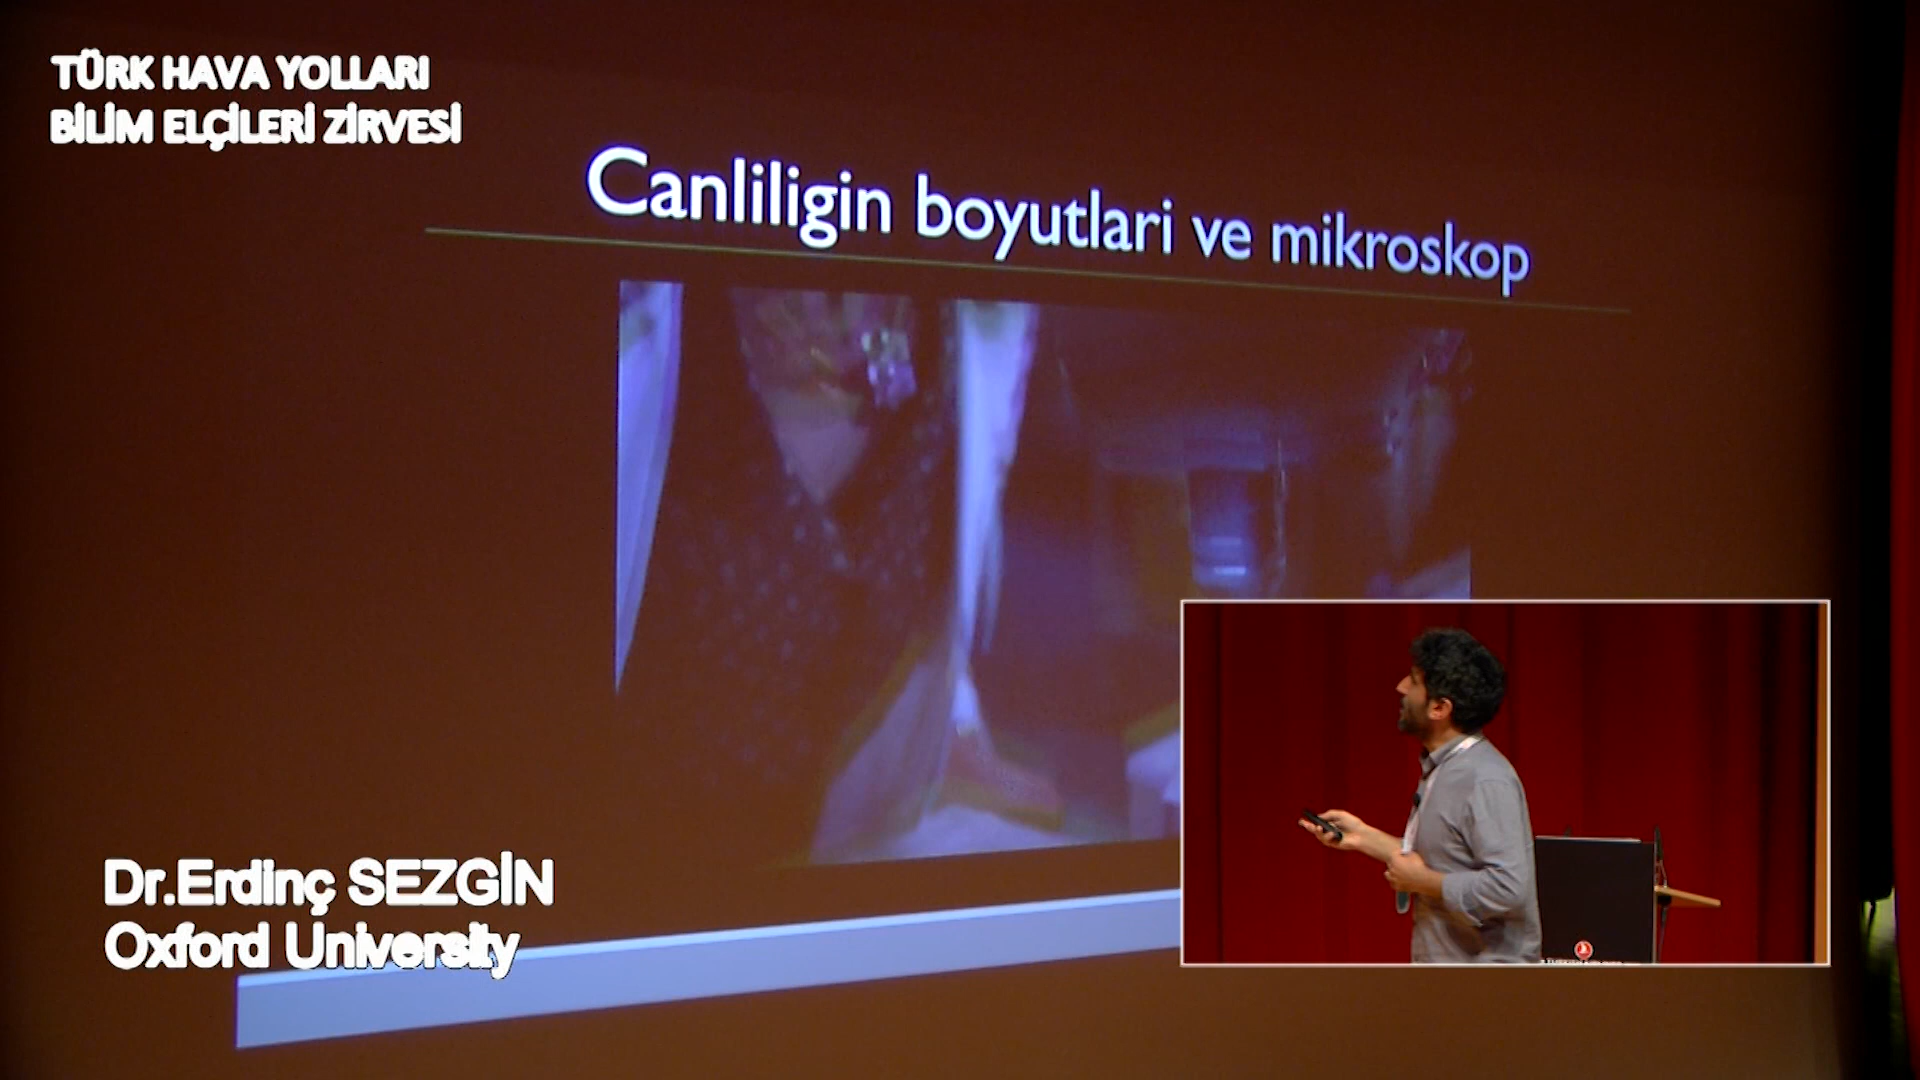 TÜRK HAVA YOLLARI
BİLİM ELÇİLERİ ZİRVESİ
Canliligin boyutlari ve mikroskop
Dr.Erdinç SEZGİN
Oxford University